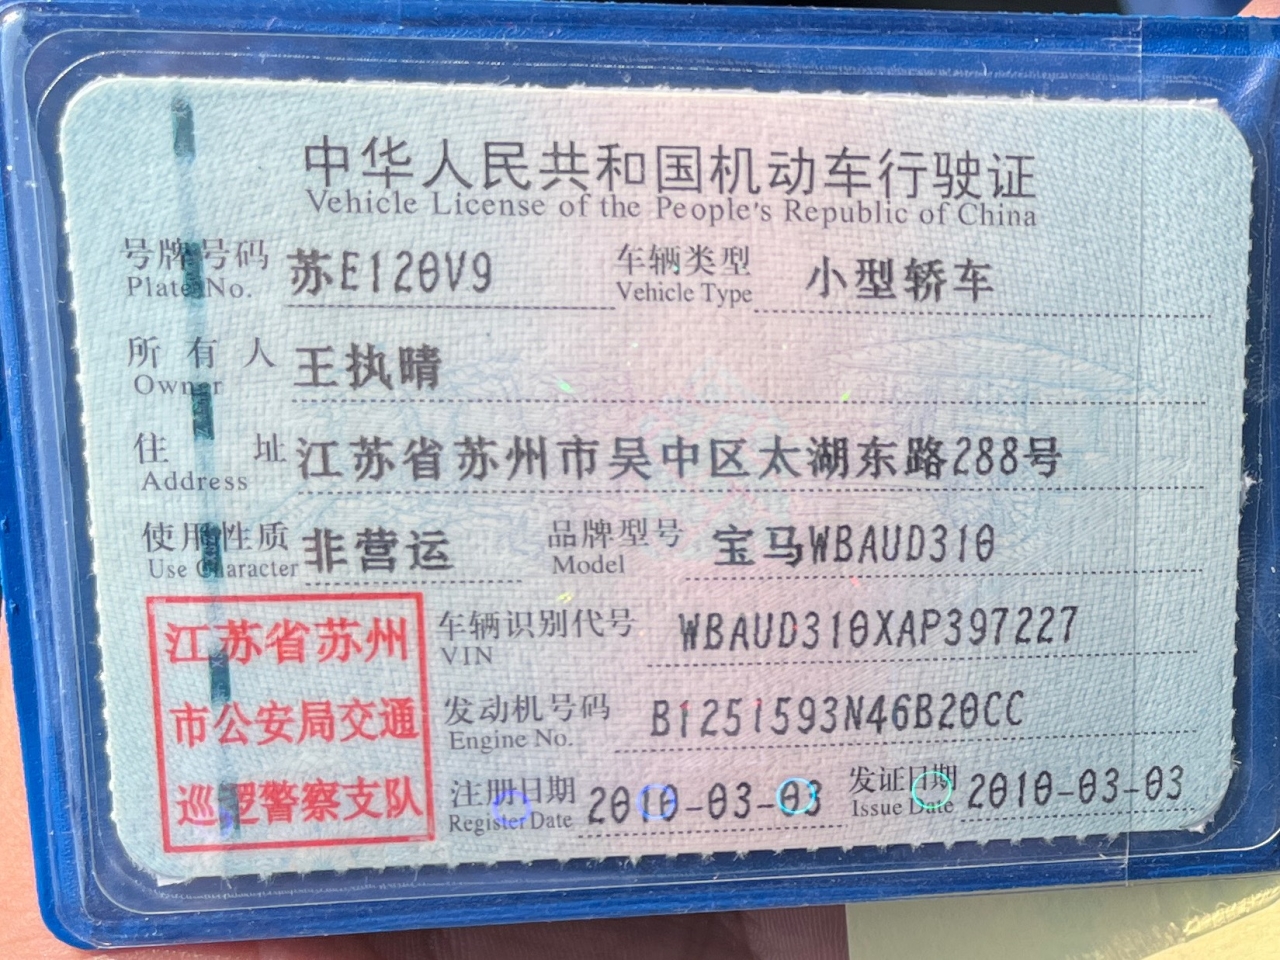 中华人民共和国机动车行驶证
Vehicle License of the People's Republic of China
号牌号码 苏E120V9 车辆类型 小型轿车
Plate No. Vehicle Type
所有人 王执晴
Owner
住址 江苏省苏州市吴中区太湖东路288号
Address
使用性质 非营运 品牌型号 宝马WBAUD310
Use Character Model
江苏省苏州
市公安局交通
巡逻警察支队
车辆识别代号 WBAUD310XAP397227
VIN
发动机号码 B1251593N46B20CC
Engine No.
注册日期 2010-03-03 发证日期 2010-03-03
Register Date Issue Date